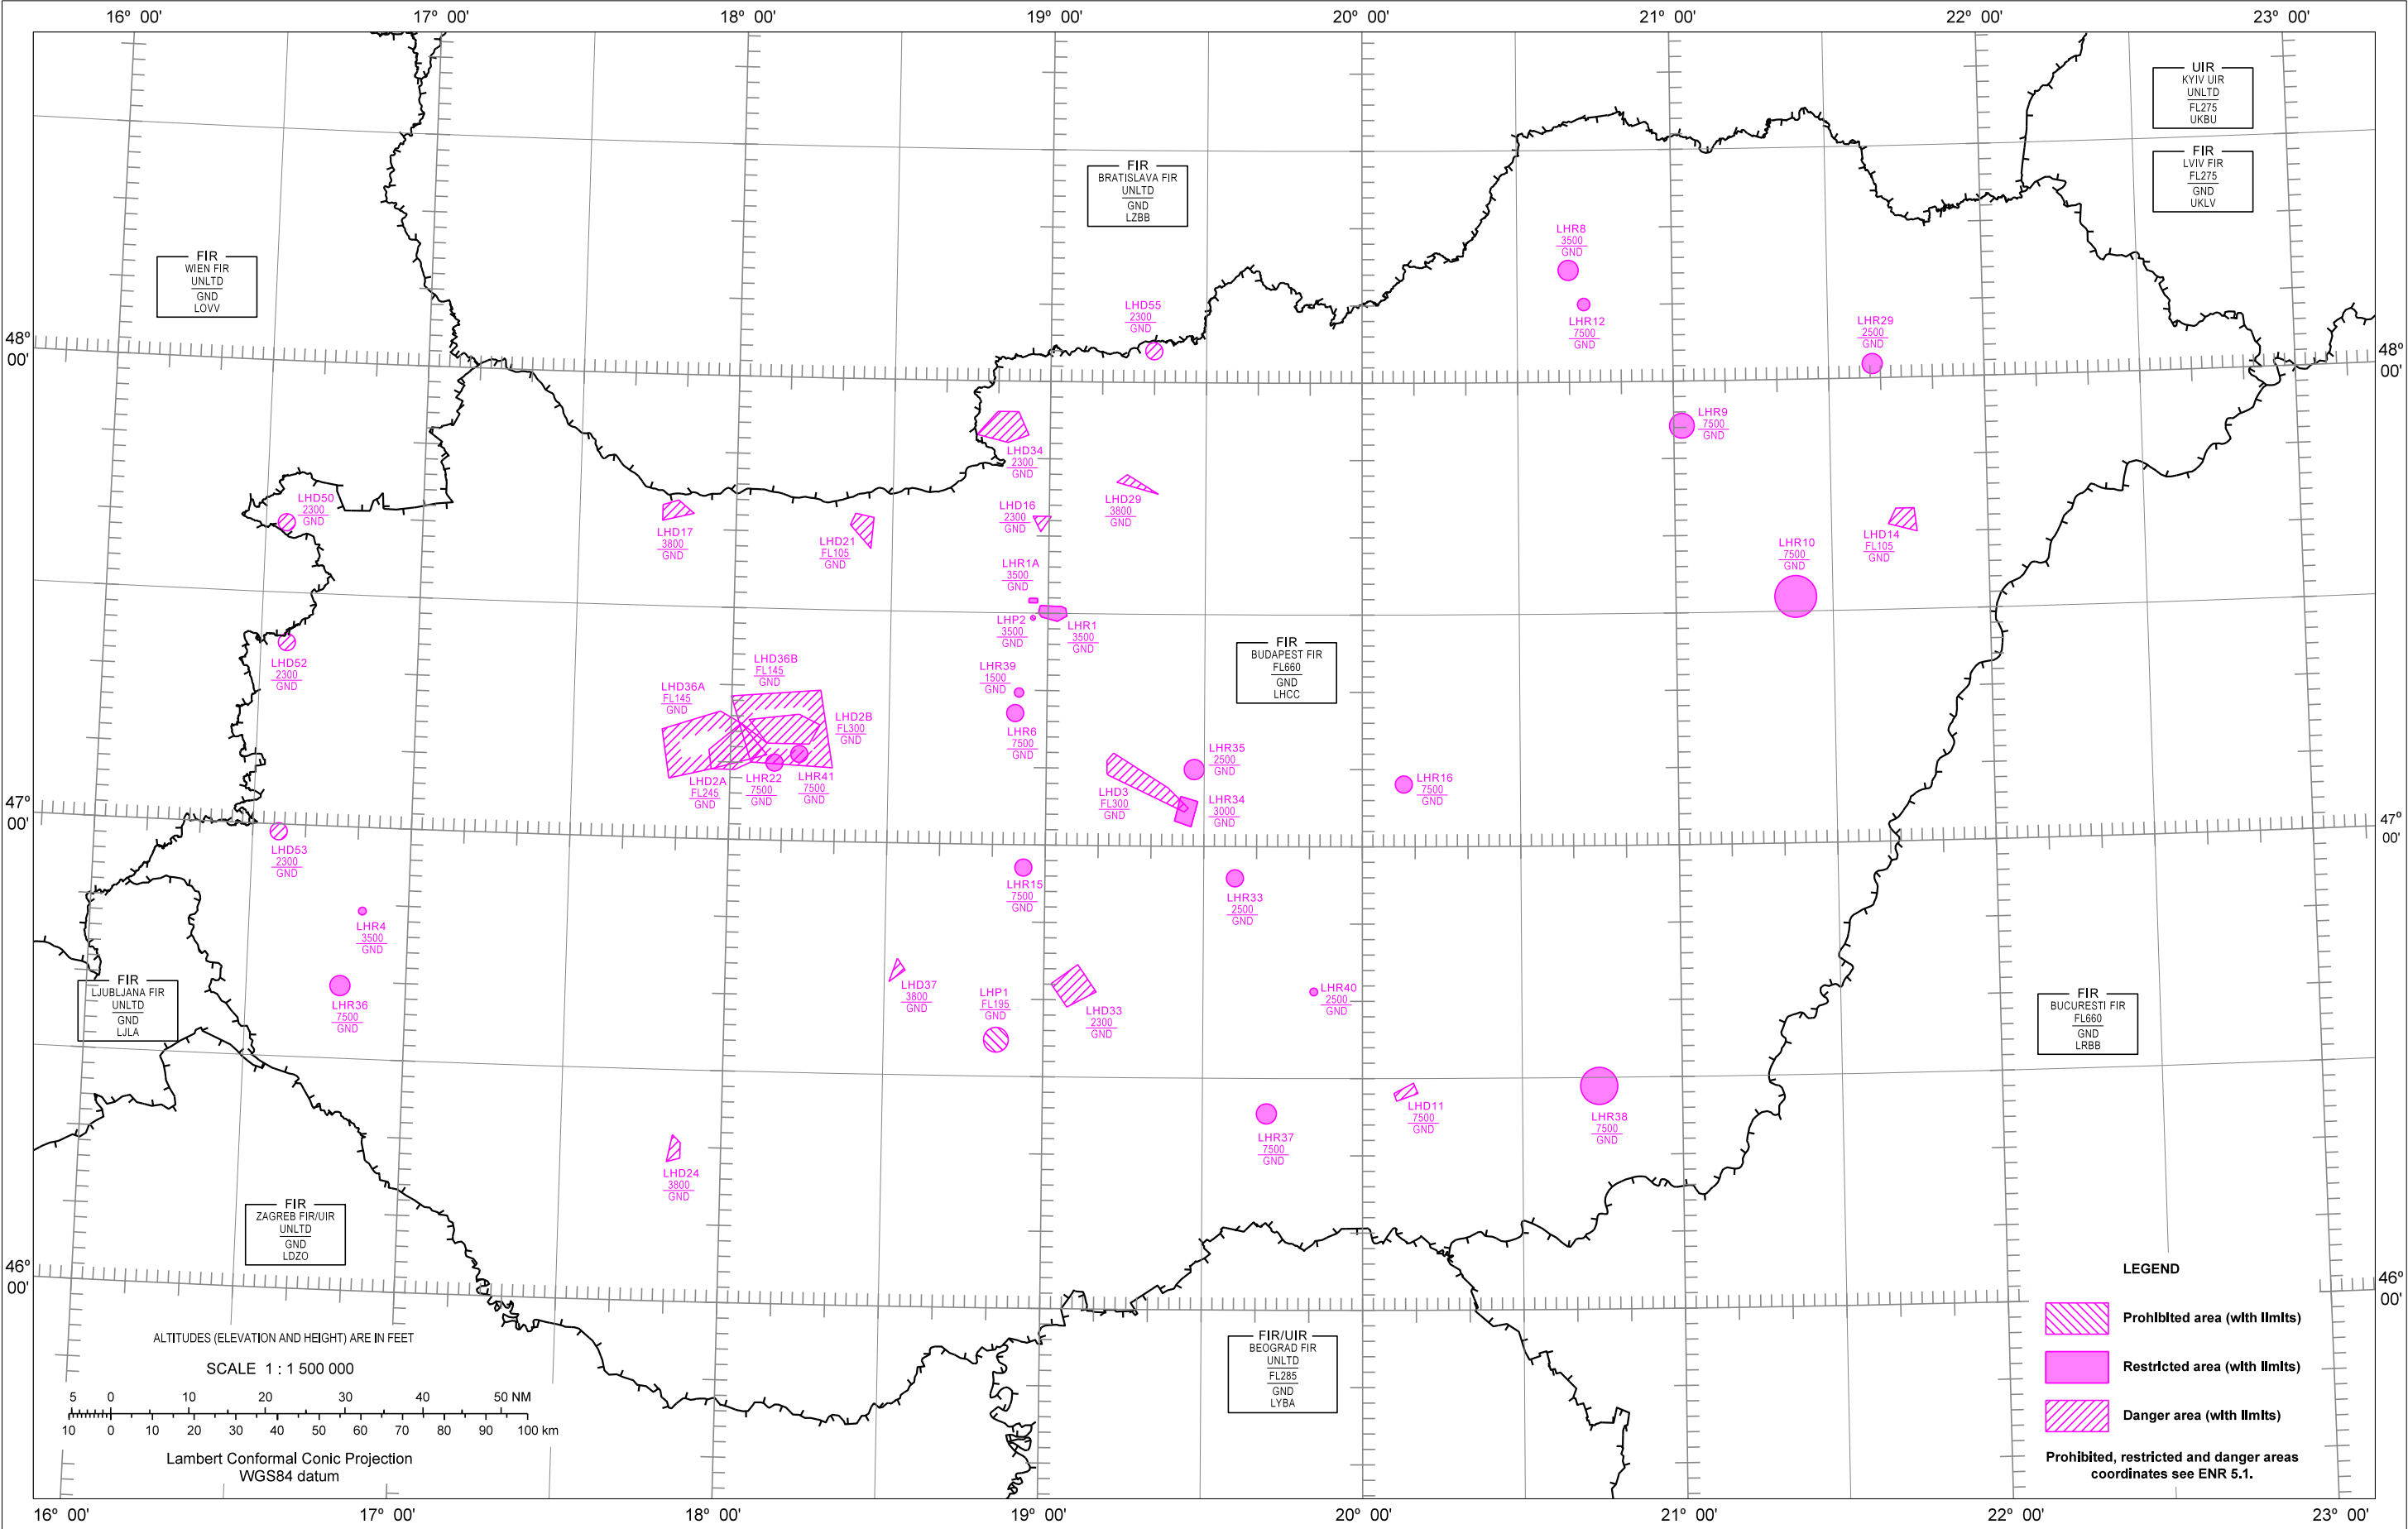 16° 00'
17° 00'
18° 00'
19° 00'
20° 00'
21° 00'
22° 00'
23° 00'
UIR
KYIV UIR
UNLTD
FL275
UKBU
FIR
LVIV FIR
FL275
GND
UKLV
FIR
BRATISLAVA FIR
UNLTD
GND
LZBB
FIR
WIEN FIR
UNLTD
GND
LOVV
LHR8
3500
GND
LHD55
2300
GND
LHR12
7500
GND
LHR29
2500
GND
48°
00'
48°
00'
LHR9
7500
GND
LHD34
2300
GND
LHD50
2300
GND
LHD17
3800
GND
LHD21
FL105
GND
LHD16
2300
GND
LHD29
3800
GND
LHD14
FL105
GND
LHR10
7500
GND
LHR1A
3500
GND
LHP2
3500
GND
LHR1
3500
GND
LHD52
2300
GND
FIR
BUDAPEST FIR
FL660
GND
LHCC
LHD36B
FL145
GND
LHR39
1500
GND
LHD36A
FL145
GND
LHD2B
FL300
GND
LHR6
7500
GND
LHR35
2500
GND
LHD2A
FL245
GND
LHR22
7500
GND
LHR41
7500
GND
LHD3
FL300
GND
LHR34
3000
GND
LHR16
7500
GND
47°
00'
47°
00'
LHD53
2300
GND
LHR15
7500
GND
LHR33
2500
GND
LHR4
3500
GND
FIR
LJUBLJANA FIR
UNLTD
GND
LJLA
LHR36
7500
GND
LHD37
3800
GND
LHP1
FL195
GND
LHD33
2300
GND
LHR40
2500
GND
FIR
BUCURESTI FIR
FL660
GND
LRBB
LHR37
7500
GND
LHD11
7500
GND
LHR38
7500
GND
LHD24
3800
GND
FIR
ZAGREB FIR/UIR
UNLTD
GND
LDZO
46°
00'
46°
00'
LEGEND
Prohibited area (with limits)
Restricted area (with limits)
Danger area (with limits)
Prohibited, restricted and danger areas
coordinates see ENR 5.1.
FIR/UIR
BEOGRAD FIR
UNLTD
FL285
GND
LYBA
ALTITUDES (ELEVATION AND HEIGHT) ARE IN FEET
SCALE 1 : 1 500 000
5 0 10 20 30 40 50 NM
10 0 10 20 30 40 50 60 70 80 90 100 km
Lambert Conformal Conic Projection
WGS84 datum
16° 00'
17° 00'
18° 00'
19° 00'
20° 00'
21° 00'
22° 00'
23° 00'